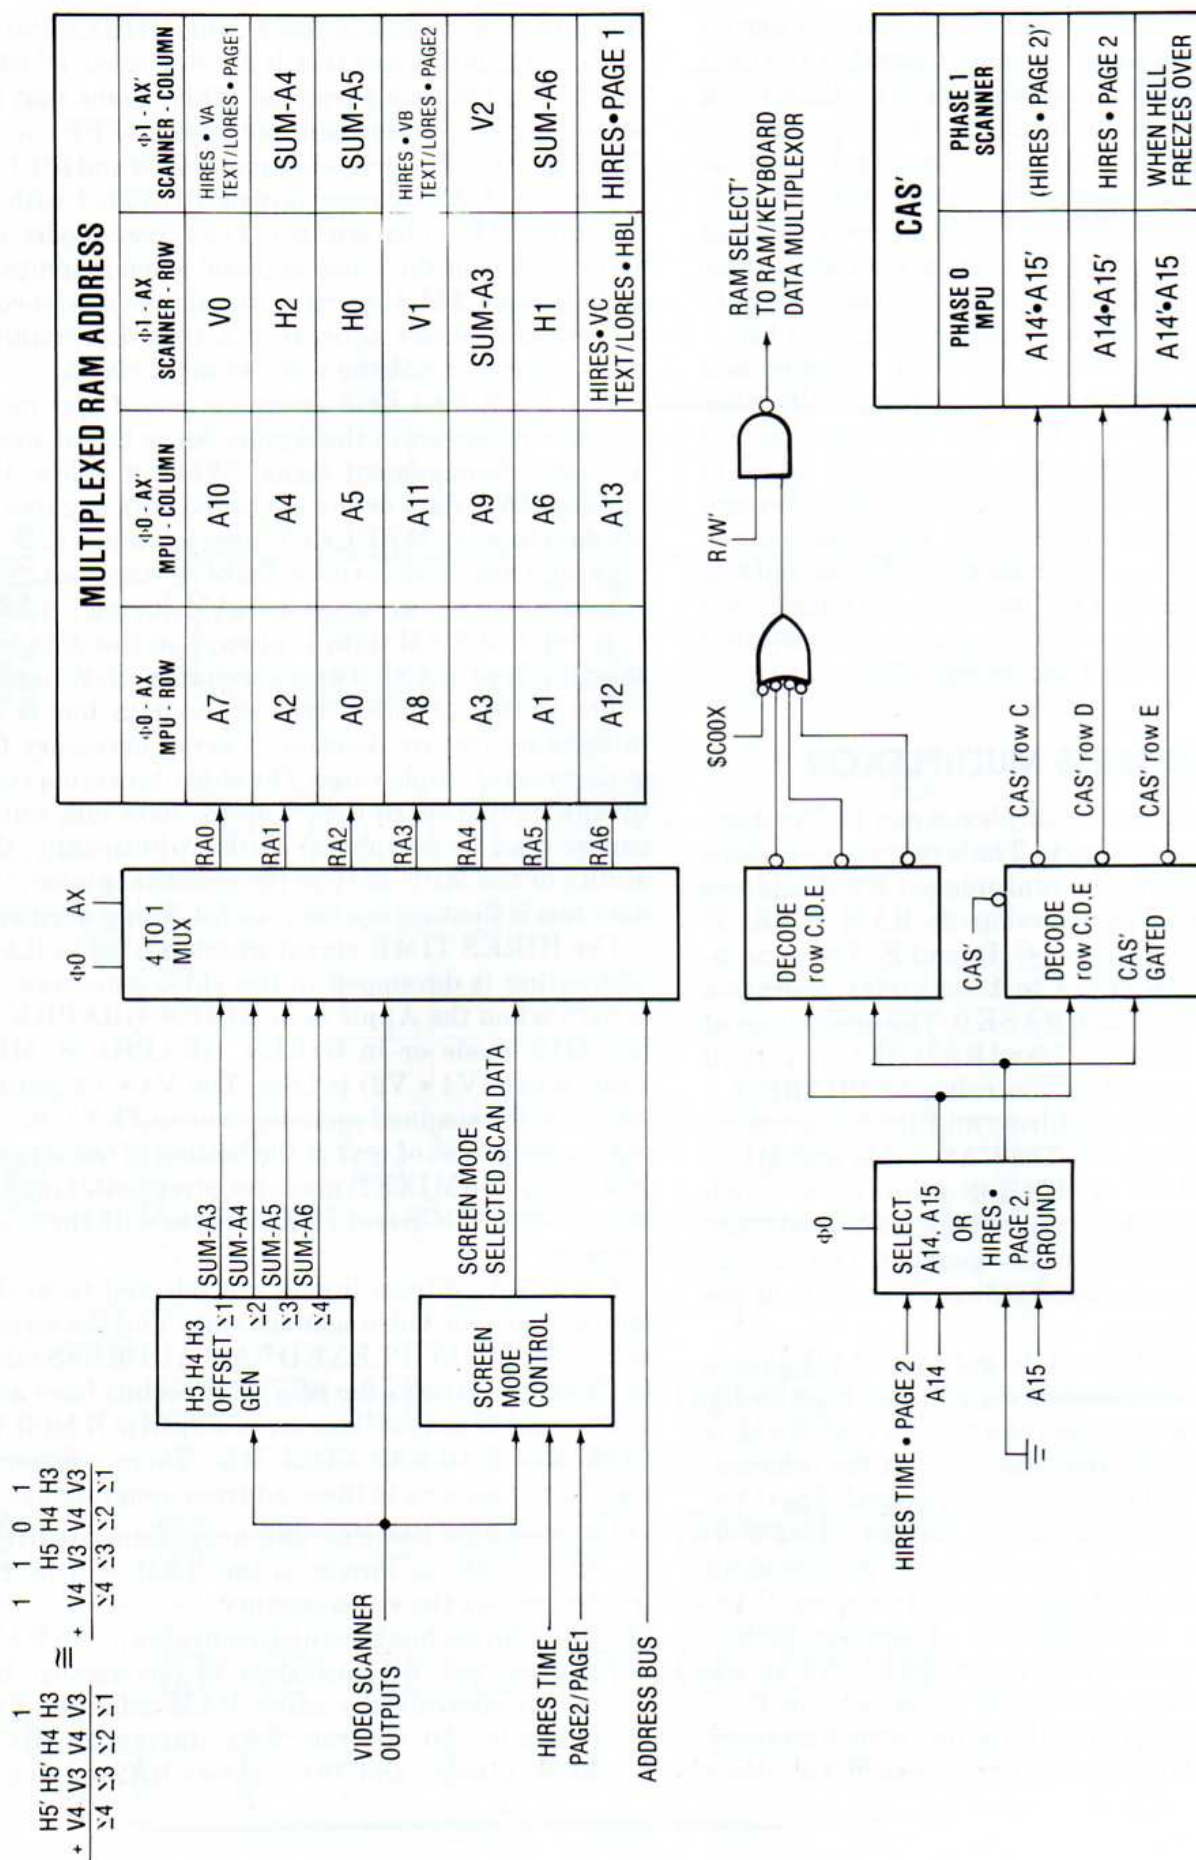 H5' H5' H4' H3'	1
+ V4 V3 V4 V3
Σ4 Σ3 Σ2 Σ1
≅
1 1 0 1
H5 H4 H3
+ V4 V3 V4 V3
Σ4 Σ3 Σ2 Σ1
VIDEO SCANNER
OUTPUTS
HIRES TIME
PAGE2/PAGE1
ADDRESS BUS
H5 H4 H3
OFFSET
GEN
Σ1
Σ2
Σ3
Σ4
SUM-A3
SUM-A4
SUM-A5
SUM-A6
SCREEN
MODE
CONTROL
SCREEN MODE
SELECTED SCAN DATA
Φ0
AX
4 TO 1
MUX
RA0
RA1
RA2
RA3
RA4
RA5
RA6
MULTIPLEXED RAM ADDRESS
Φ0 - AX
MPU - ROW
Φ0 - AX'
MPU - COLUMN
Φ1 - AX
SCANNER - ROW
Φ1 - AX'
SCANNER - COLUMN
A7
A10
V0
HIRES • VA
TEXT/LORES • PAGE1
A2
A4
H2
SUM-A4
A0
A5
H0
SUM-A5
A8
A11
V1
HIRES • VB
TEXT/LORES • PAGE2
A3
A9
SUM-A3
V2
A1
A6
H1
SUM-A6
A12
A13
HIRES•VC
TEXT/LORES•HBL
HIRES•PAGE 1
HIRES TIME • PAGE 2
A14
A15
Φ0
SELECT
A14, A15
OR
HIRES •
PAGE 2,
GROUND
DECODE
row C.D.E
CAS'
DECODE
row C.D.E
CAS'
GATED
SC00X
R/W'
RAM SELECT'
TO RAM/KEYBOARD
DATA MULTIPLEXOR
CAS' row C
CAS' row D
CAS' row E
CAS'
PHASE 0
MPU
PHASE 1
SCANNER
A14'•A15'
(HIRES • PAGE 2)'
A14•A15'
HIRES • PAGE 2
A14'•A15
WHEN HELL
FREEZES OVER